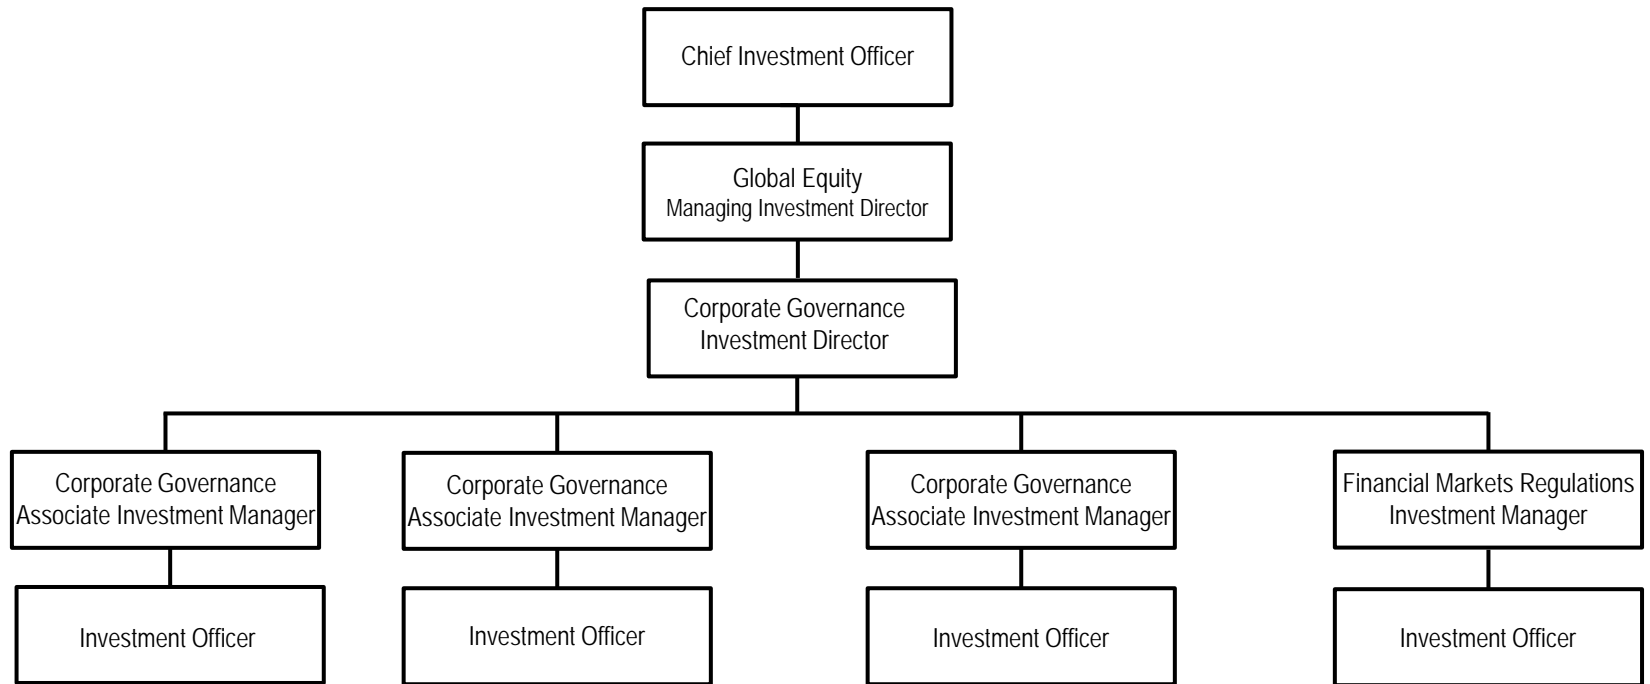 Chief Investment Officer
Global Equity
Managing Investment Director
Corporate Governance
Investment Director
Corporate Governance
Associate Investment Manager
Corporate Governance
Associate Investment Manager
Corporate Governance
Associate Investment Manager
Financial Markets Regulations
Investment Manager
Investment Officer
Investment Officer
Investment Officer
Investment Officer